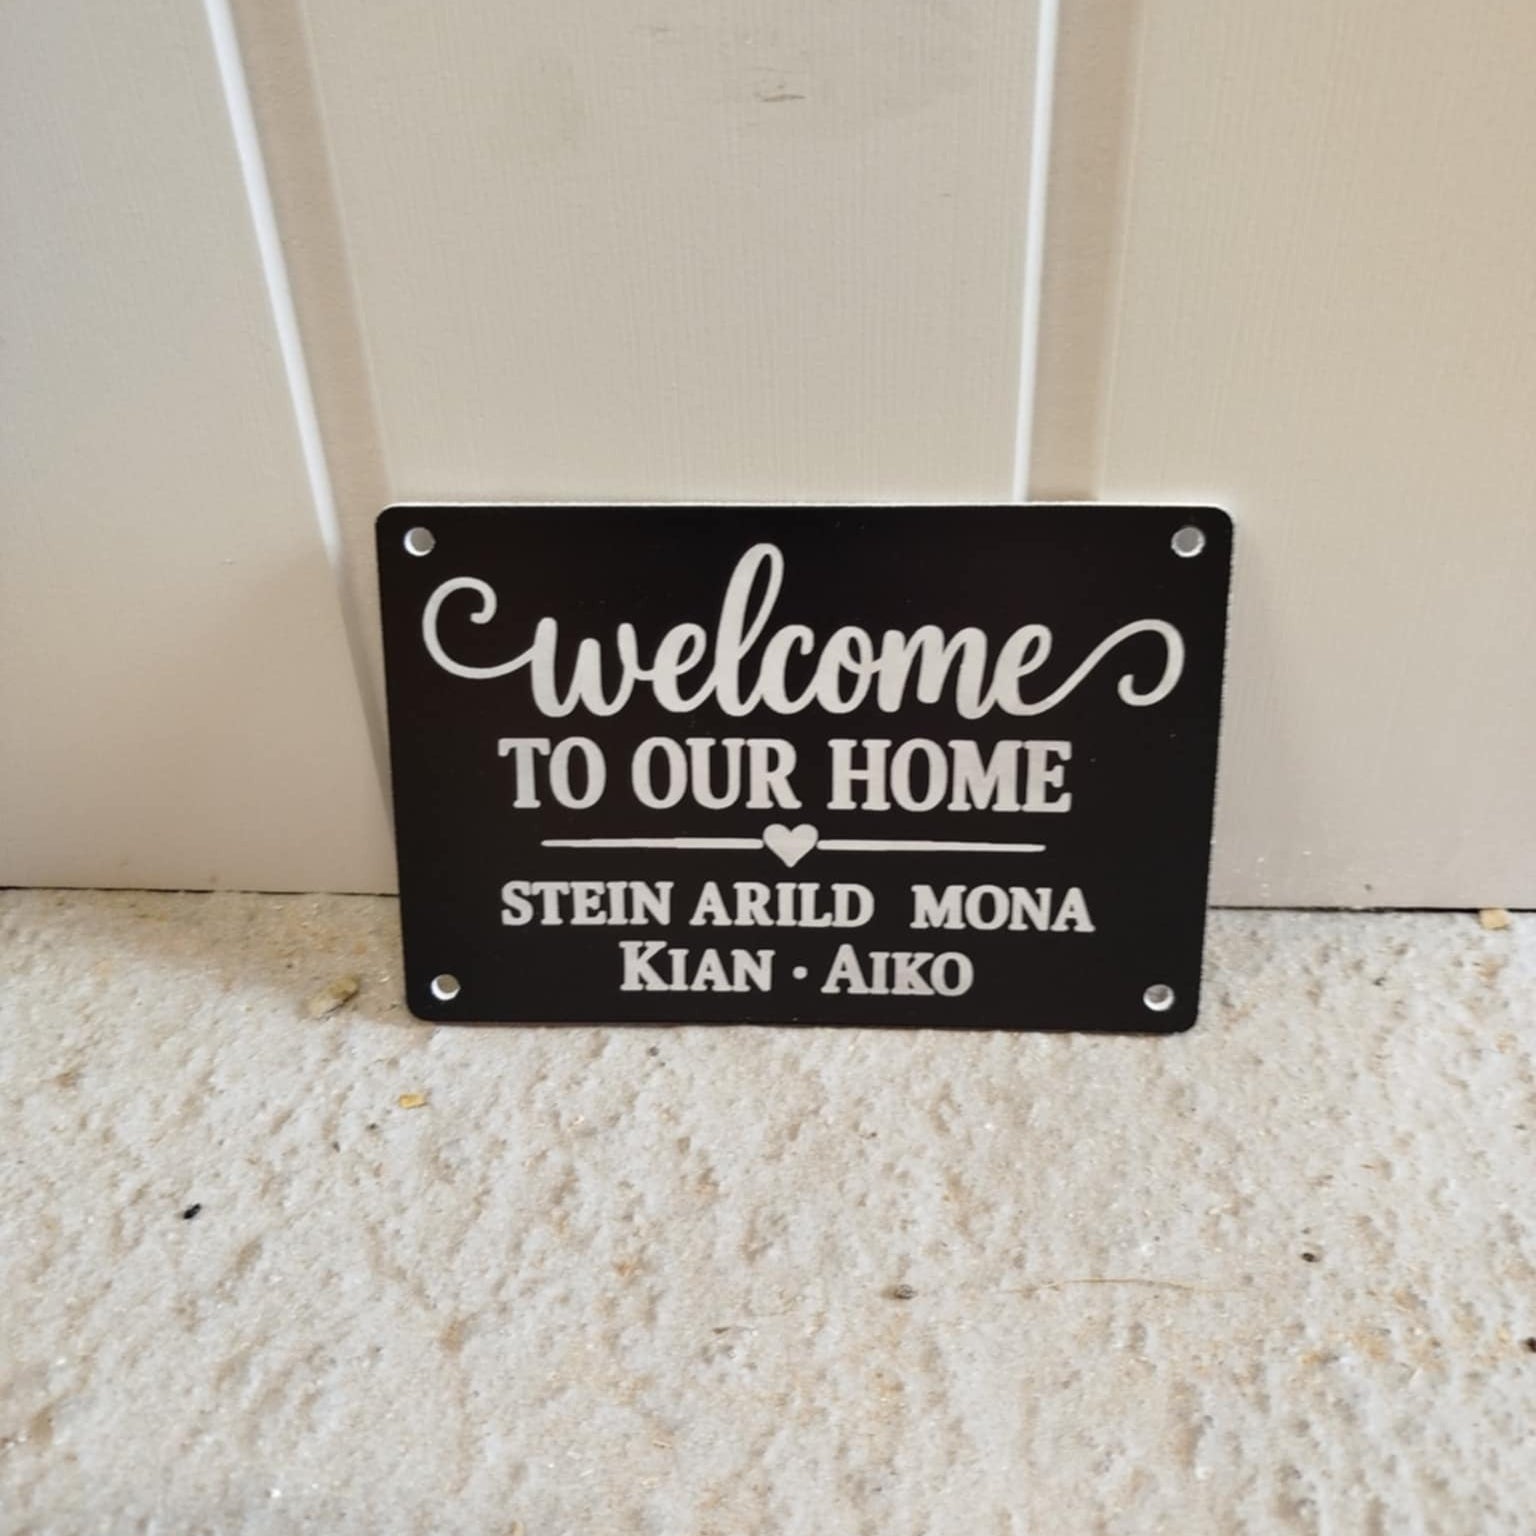 welcome
TO OUR HOME
STEIN ARILD MONA
KIAN · AIKO